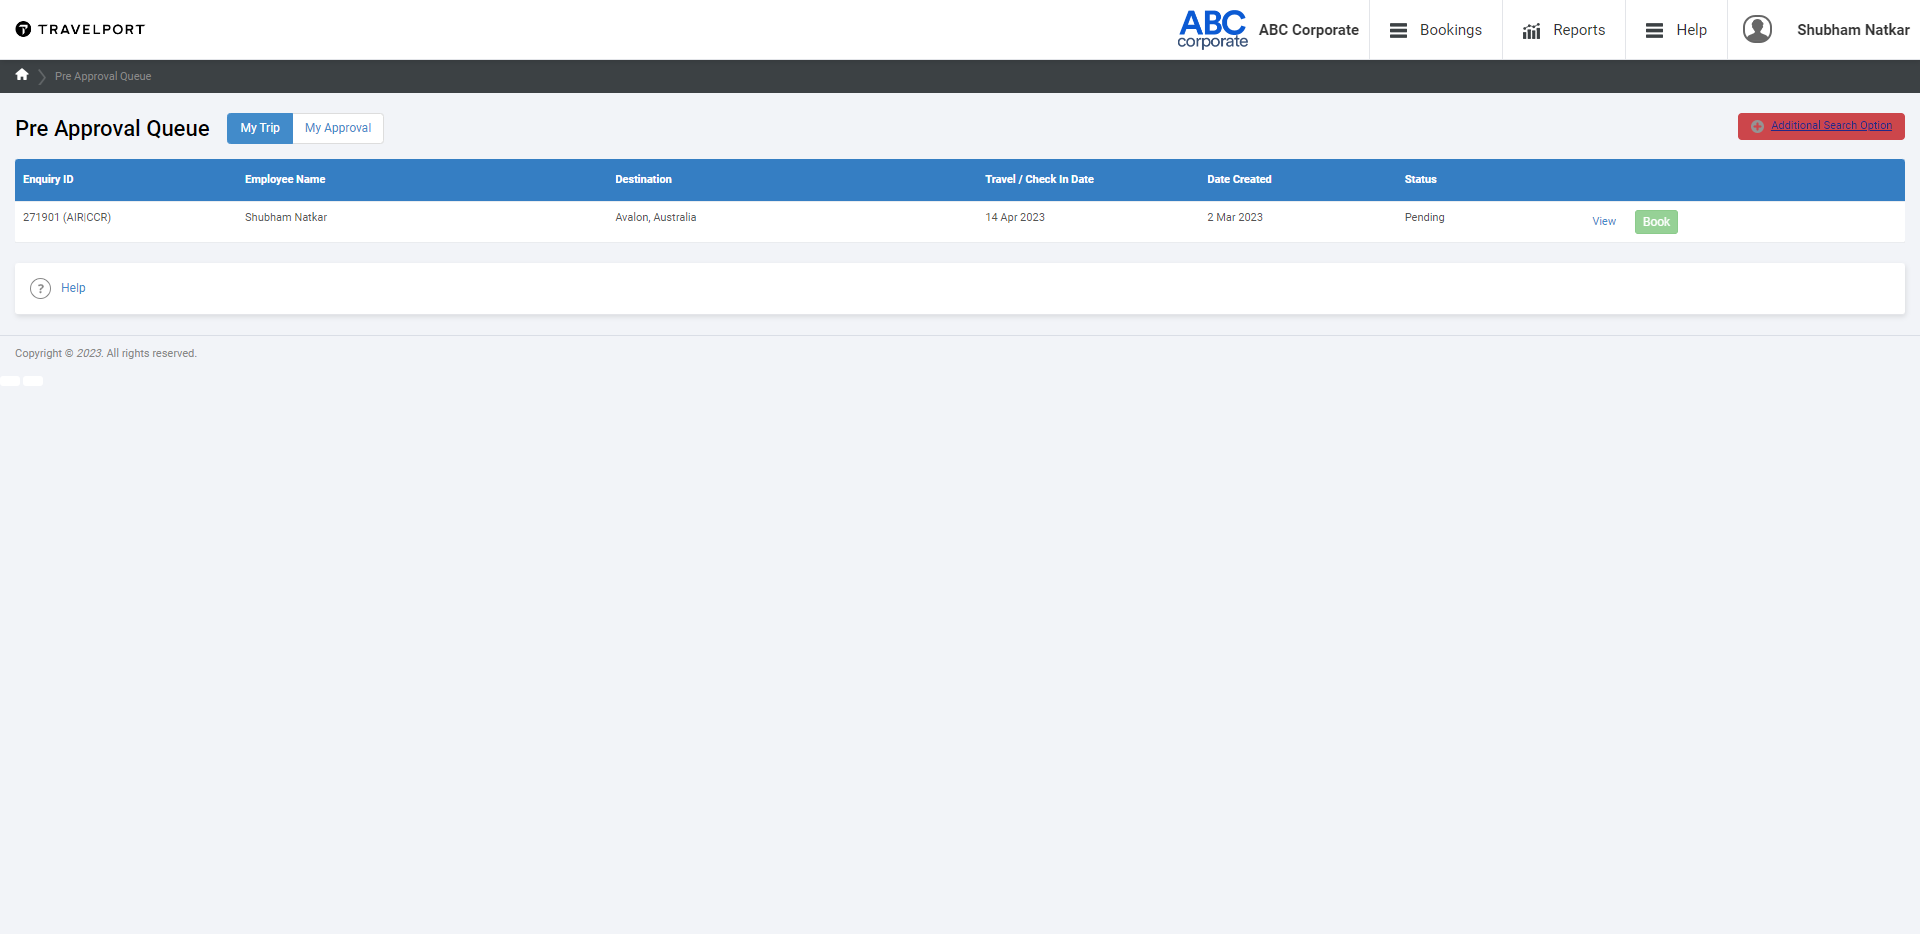 TRAVELPORT
ABC
corporate
ABC Corporate
Bookings
Reports
Help
Shubham Natkar
Pre Approval Queue
Pre Approval Queue
My Trip
My Approval
Additional Search Option
Enquiry ID
Employee Name
Destination
Travel / Check In Date
Date Created
Status
271901 (AIR|CCR)
Shubham Natkar
Avalon, Australia
14 Apr 2023
2 Mar 2023
Pending
View
Book
? Help
Copyright © 2023. All rights reserved.